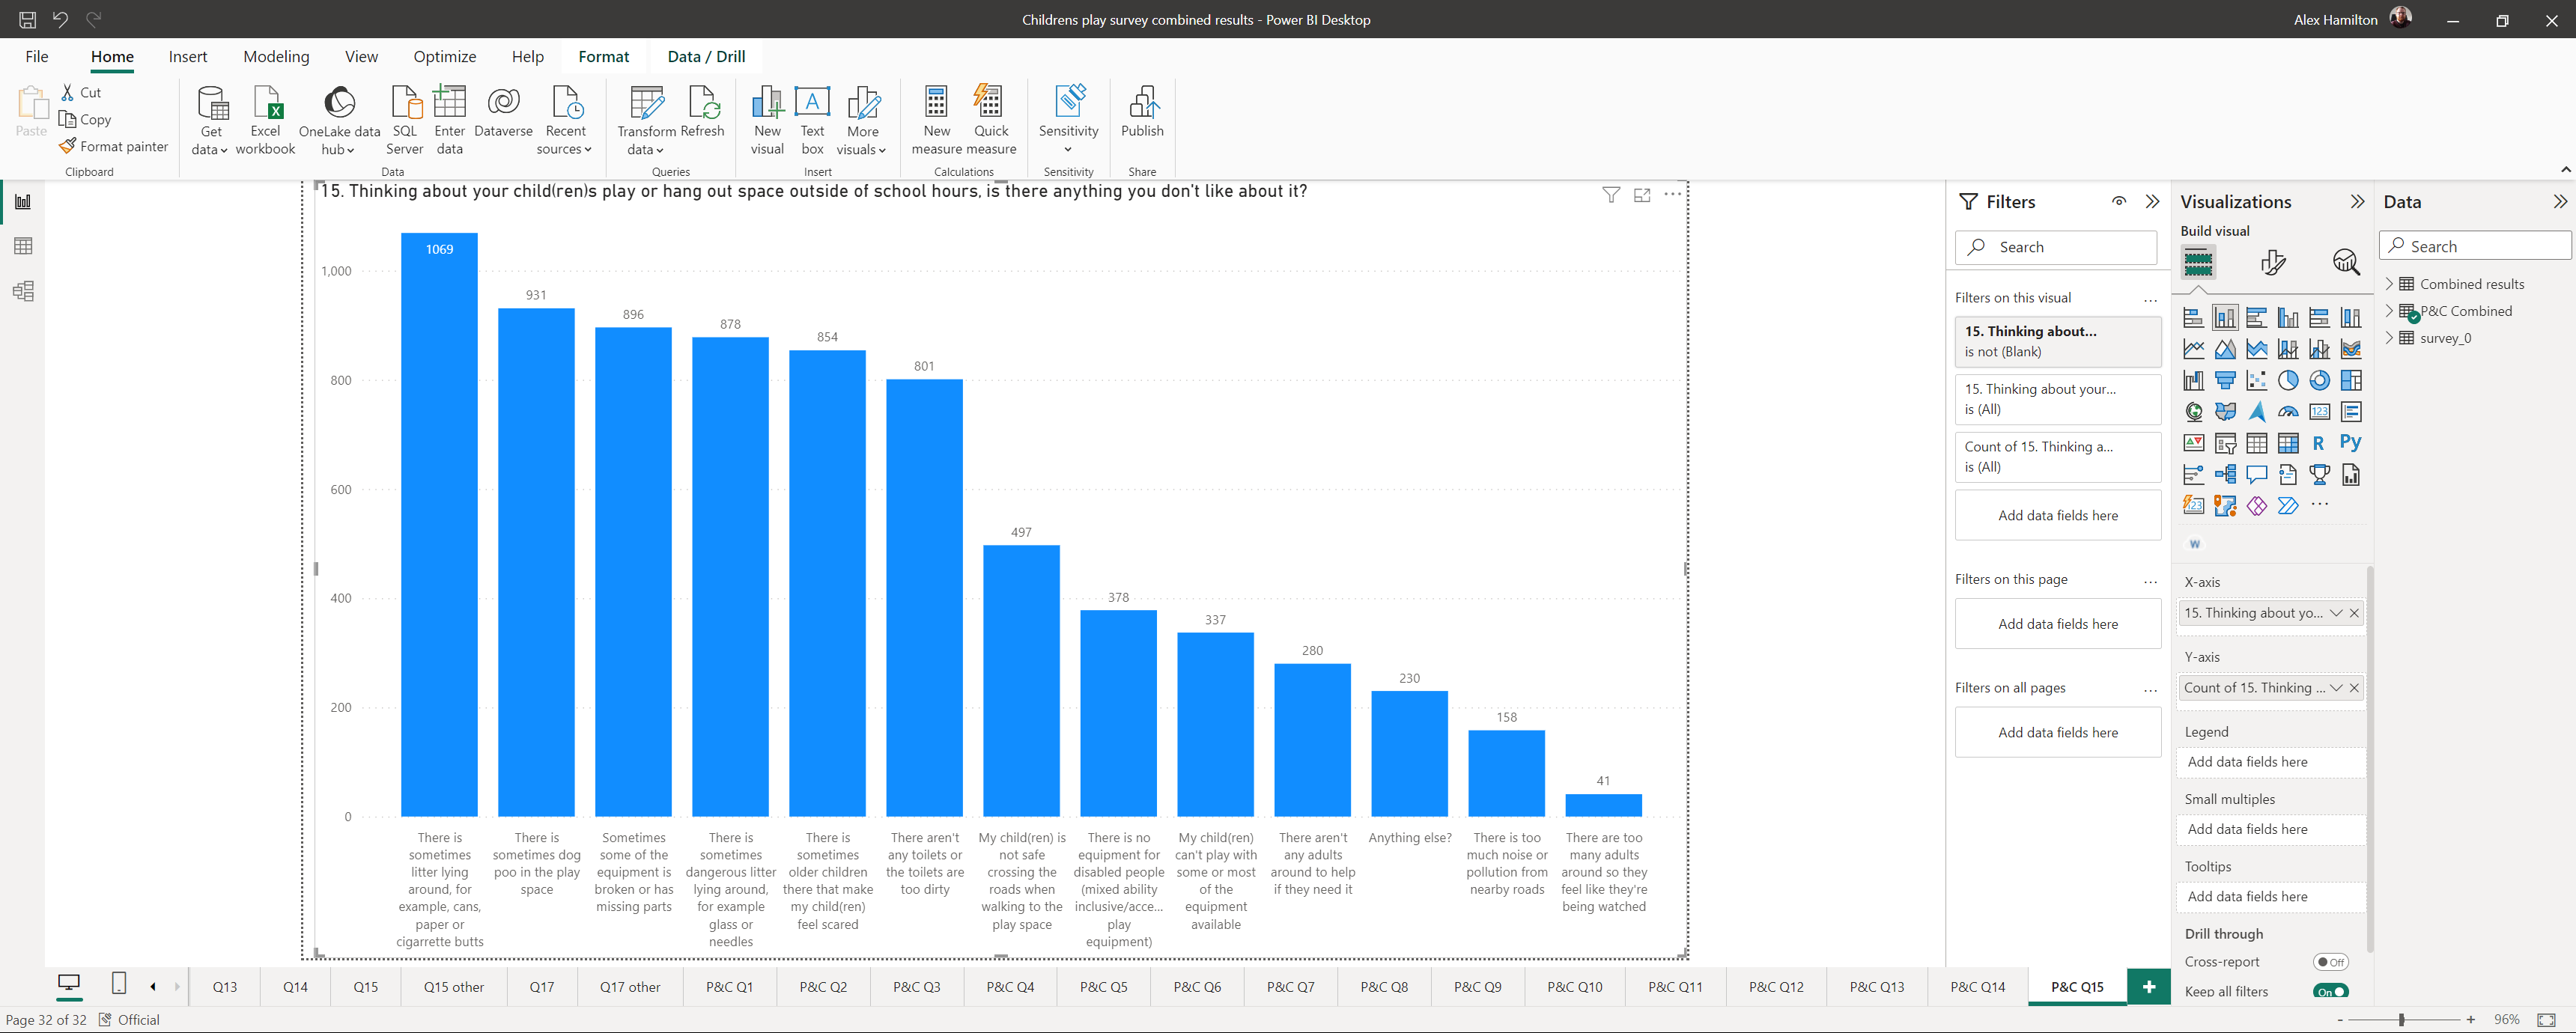 Childrens play survey combined results - Power BI Desktop
Alex Hamilton
File Home Insert Modeling View Optimize Help Format Data / Drill
Paste
Cut
Copy
Format painter
Clipboard
Get data
Excel workbook
OneLake data hub
SQL Server
Enter data
Dataverse
Recent sources
Data
Transform data
Refresh
Queries
New visual
Text box
More visuals
Insert
New measure
Quick measure
Calculations
Sensitivity
Sensitivity
Publish
Share
15. Thinking about your child(ren)s play or hang out space outside of school hours, is there anything you don't like about it?
1,000
800
600
400
200
0
1069
931
896
878
854
801
497
378
337
280
230
158
41
There is
sometimes
litter lying
around, for
example, cans,
paper or
cigarrette butts
There is
sometimes dog
poo in the play
space
Sometimes
some of the
equipment is
broken or has
missing parts
There is
sometimes
dangerous litter
lying around,
for example
glass or
needles
There is
sometimes
older children
there that make
my child(ren)
feel scared
There aren't
any toilets or
the toilets are
too dirty
My child(ren) is
not safe
crossing the
roads when
walking to the
play space
There is no
equipment for
disabled people
(mixed ability
inclusive/acce...
play
equipment)
My child(ren)
can't play with
some or most
of the
equipment
available
There aren't
any adults
around to help
if they need it
Anything else?
There is too
much noise or
pollution from
nearby roads
There are too
many adults
around so they
feel like they're
being watched
Filters
Search
Filters on this visual
...
15. Thinking about...
is not (Blank)
15. Thinking about your...
is (All)
Count of 15. Thinking a...
is (All)
Add data fields here
Filters on this page
...
Add data fields here
Filters on all pages
...
Add data fields here
Visualizations
Build visual
123
R
Py
123
...
W
X-axis
15. Thinking about yo...
Y-axis
Count of 15. Thinking ...
Legend
Add data fields here
Small multiples
Add data fields here
Tooltips
Add data fields here
Drill through
Cross-report
Off
Keep all filters
On
Data
Search
Combined results
P&C Combined
survey_0
Q13 Q14 Q15 Q15 other Q17 Q17 other P&C Q1 P&C Q2 P&C Q3 P&C Q4 P&C Q5 P&C Q6 P&C Q7 P&C Q8 P&C Q9 P&C Q10 P&C Q11 P&C Q12 P&C Q13 P&C Q14 P&C Q15 +
Page 32 of 32 Official
- + 96%